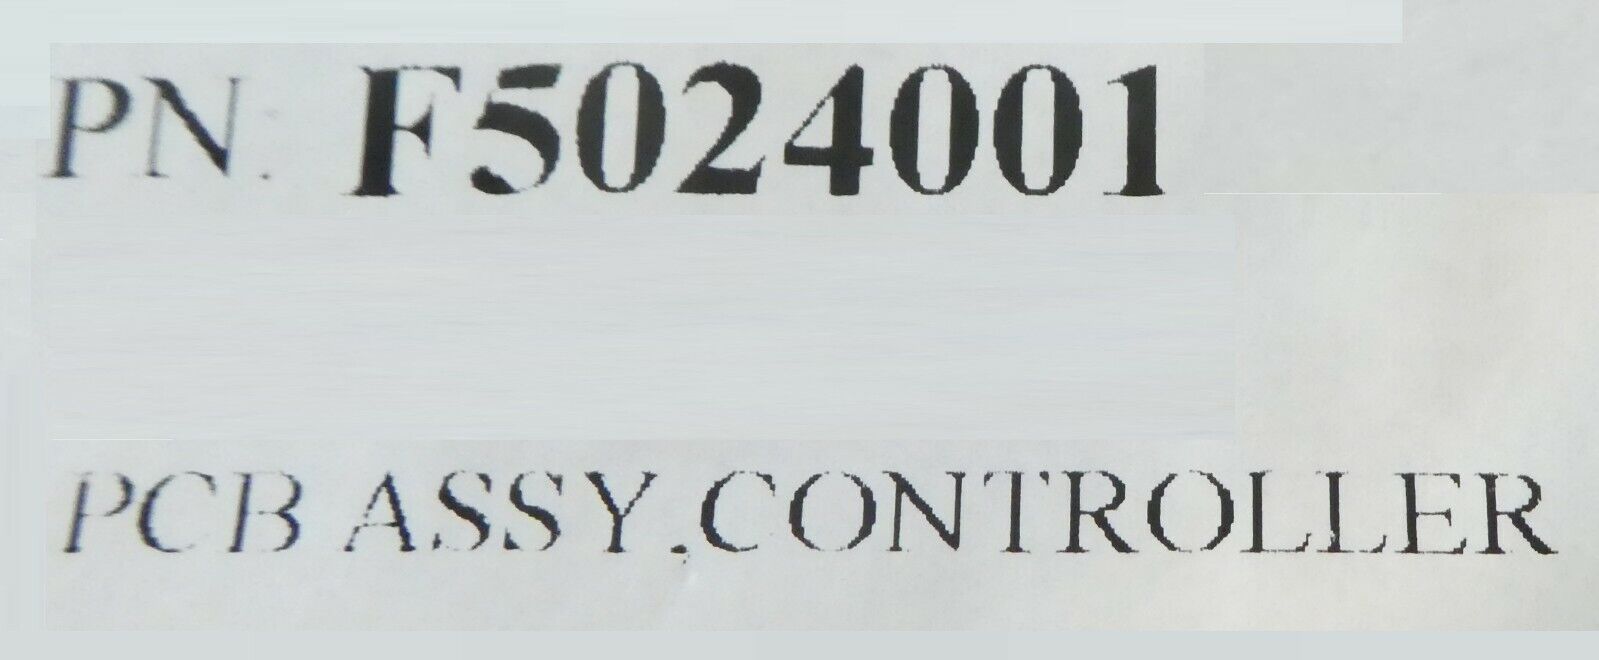 PN: F5024001
PCB ASSY,CONTROLLER